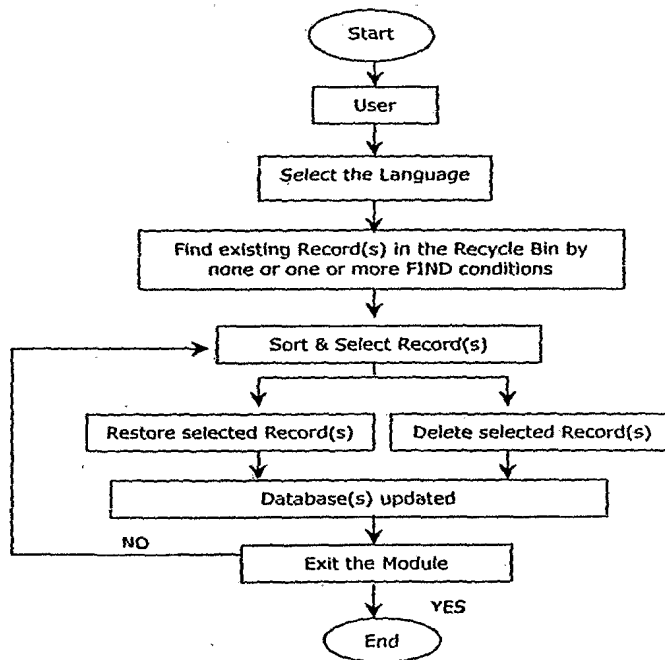 Start
User
Select the Language
Find existing Record(s) in the Recycle Bin by
none or one or more FIND conditions
Sort & Select Record(s)
Restore selected Record(s)
Delete selected Record(s)
Database(s) updated
NO
Exit the Module
YES
End